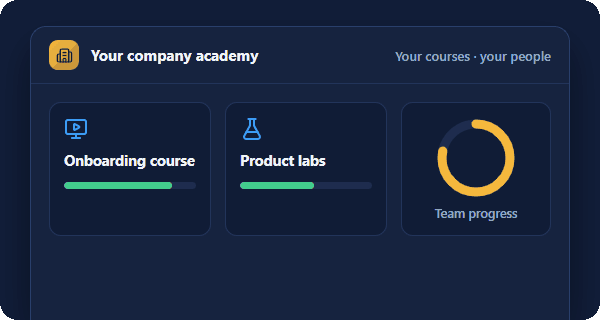 Your company academy
Your courses · your people
Onboarding course
Product labs
Team progress